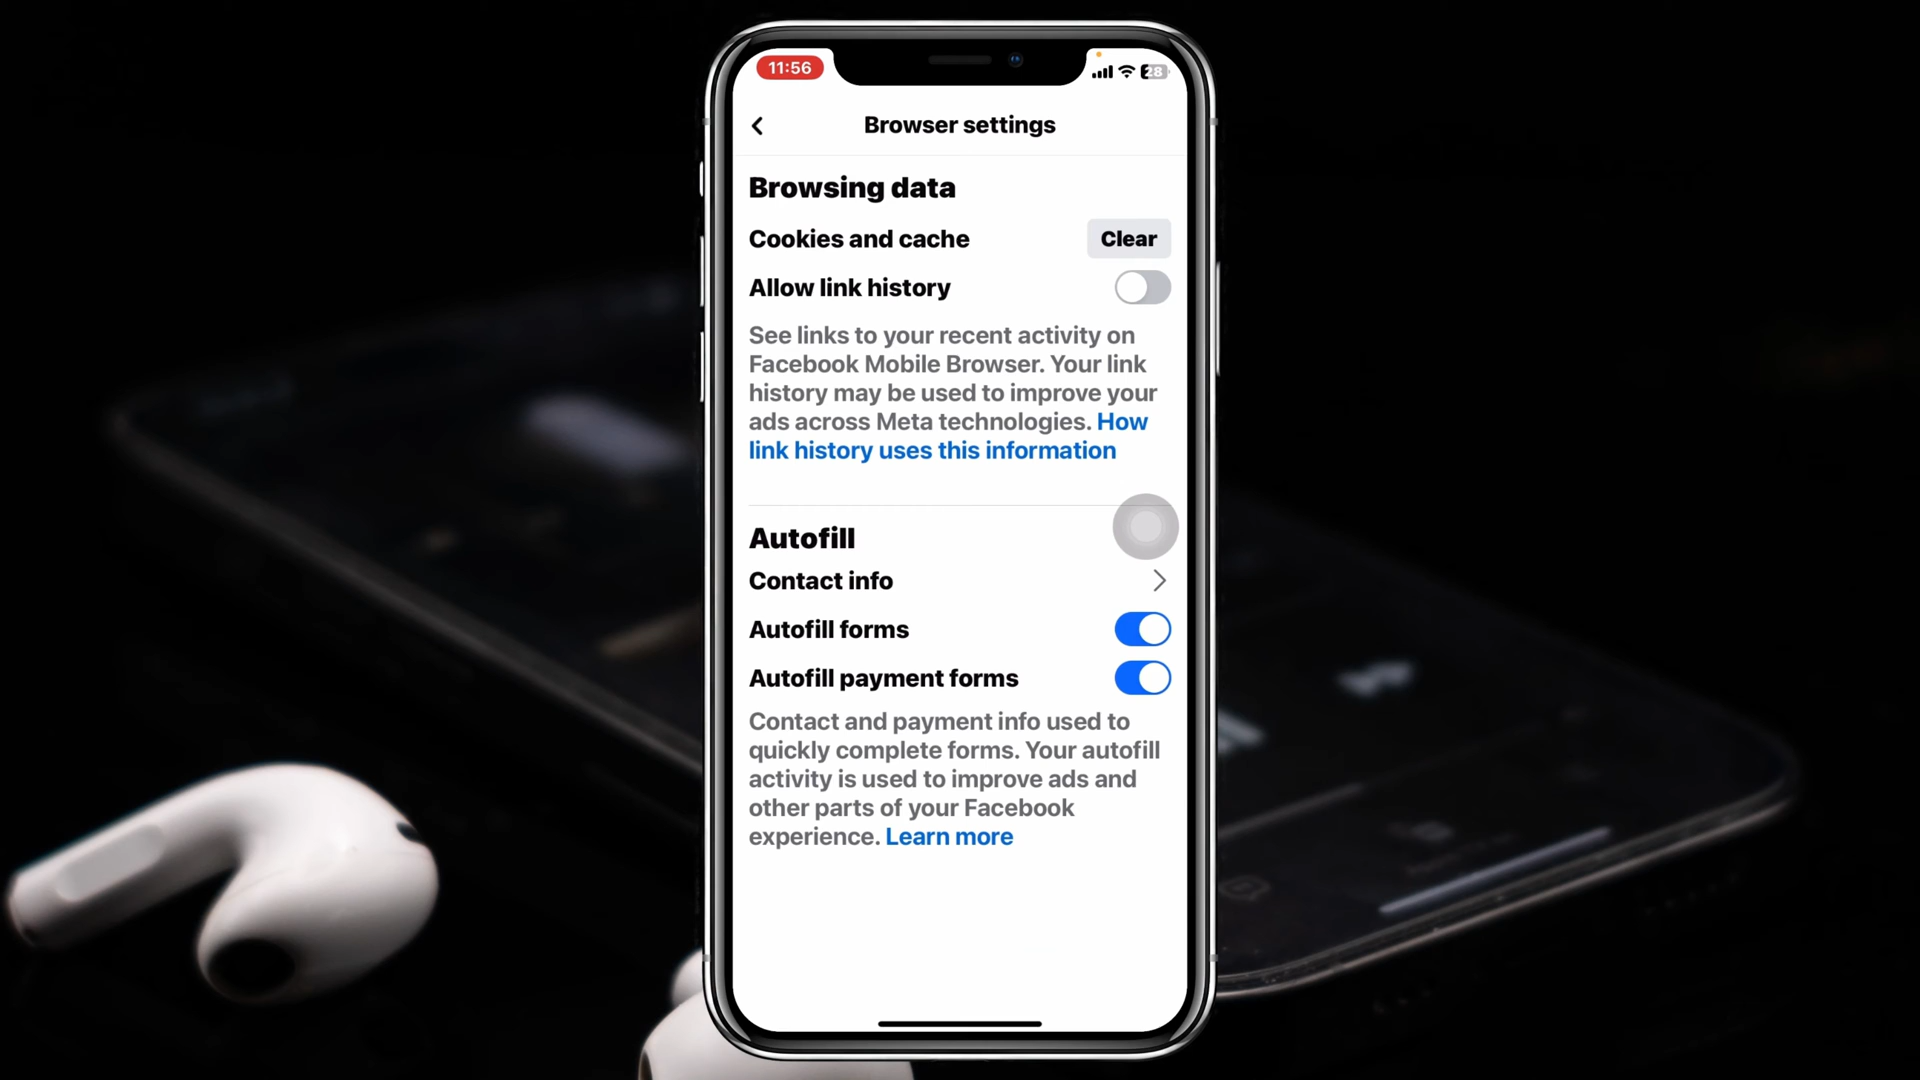 11:56
28
Browser settings
Browsing data
Cookies and cache
Clear
Allow link history
See links to your recent activity on
Facebook Mobile Browser. Your link
history may be used to improve your
ads across Meta technologies. How
link history uses this information
Autofill
Contact info
Autofill forms
Autofill payment forms
Contact and payment info used to
quickly complete forms. Your autofill
activity is used to improve ads and
other parts of your Facebook
experience. Learn more